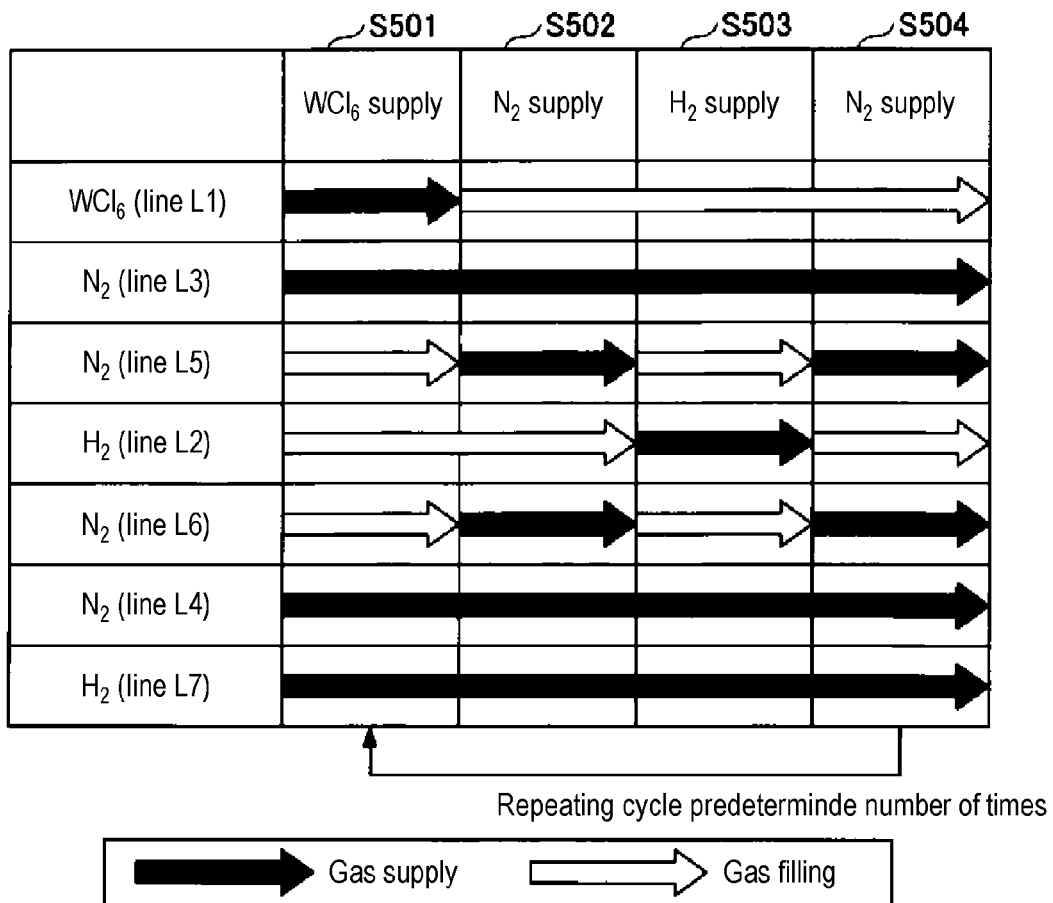 S501 S502 S503 S504
WCl₆ supply N₂ supply H₂ supply N₂ supply
WCl₆ (line L1)
N₂ (line L3)
N₂ (line L5)
H₂ (line L2)
N₂ (line L6)
N₂ (line L4)
H₂ (line L7)
Repeating cycle predeterminde number of times
Gas supply Gas filling